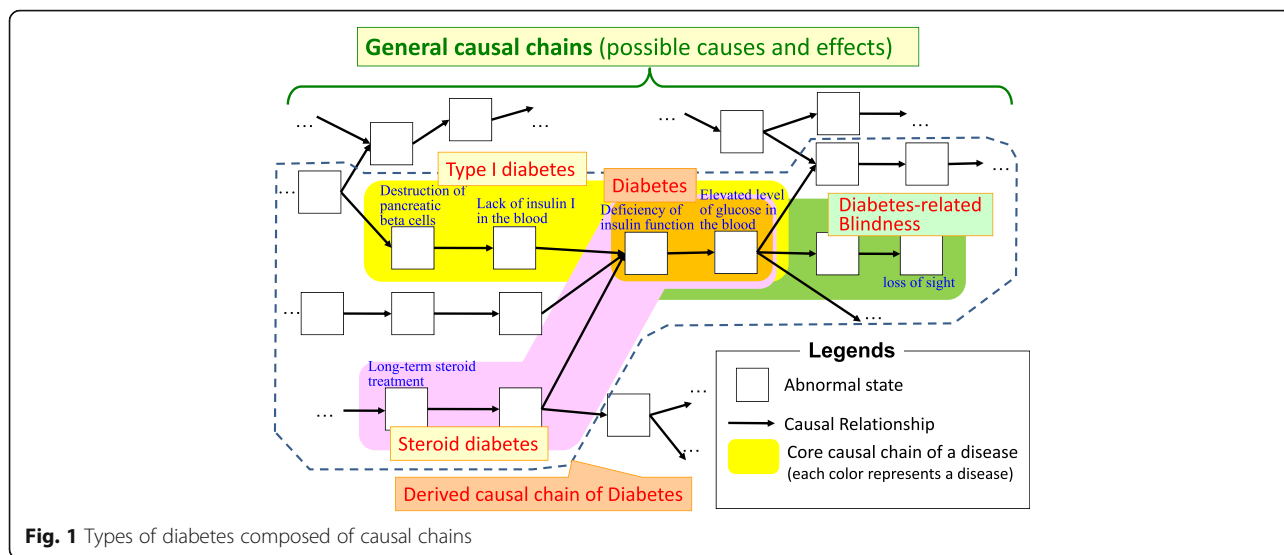 General causal chains (possible causes and effects)
...
...
...
...
Type I diabetes
Diabetes
...
...
Destruction of
pancreatic
beta cells
Lack of insulin I
in the blood
Deficiency of
insulin function
Elevated level
of glucose in
the blood
Diabetes-related
Blindness
loss of sight
...
...
Long-term steroid
treatment
...
...
...
Steroid diabetes
Derived causal chain of Diabetes
Legends
Abnormal state
Causal Relationship
Core causal chain of a disease
(each color represents a disease)
Fig. 1 Types of diabetes composed of causal chains